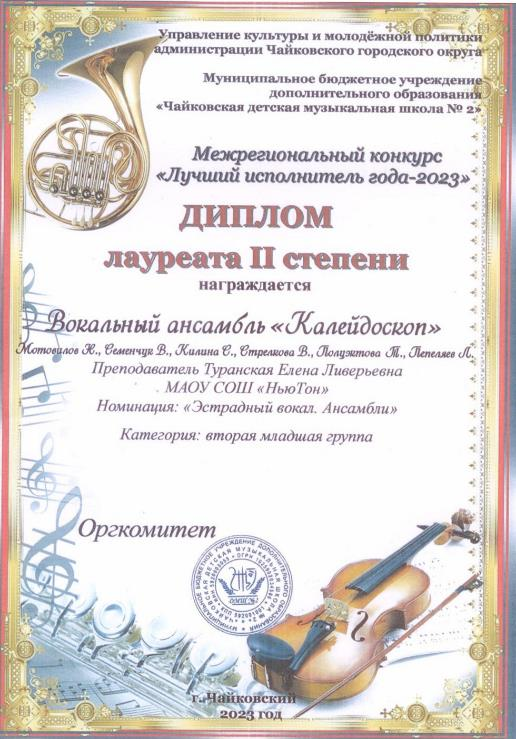 Управление культуры и молодёжной политики
администрации Чайковского городского округа
Муниципальное бюджетное учреждение
дополнительного образования
«Чайковская детская музыкальная школа № 2»
Межрегиональный конкурс
«Лучший исполнитель года-2023»
ДИПЛОМ
лауреата II степени
награждается
Вокальный ансамбль «Калейдоскоп»
Мотовилов К., Семенчук В., Килина С., Стрелкова В., Полуэктова Т., Пепеляев Л.
Преподаватель Туранская Елена Ливерьевна
МАОУ СОШ «НьюТон»
Номинация: «Эстрадный вокал. Ансамбли»
Категория: вторая младшая группа
Оргкомитет
г. Чайковский
2023 год